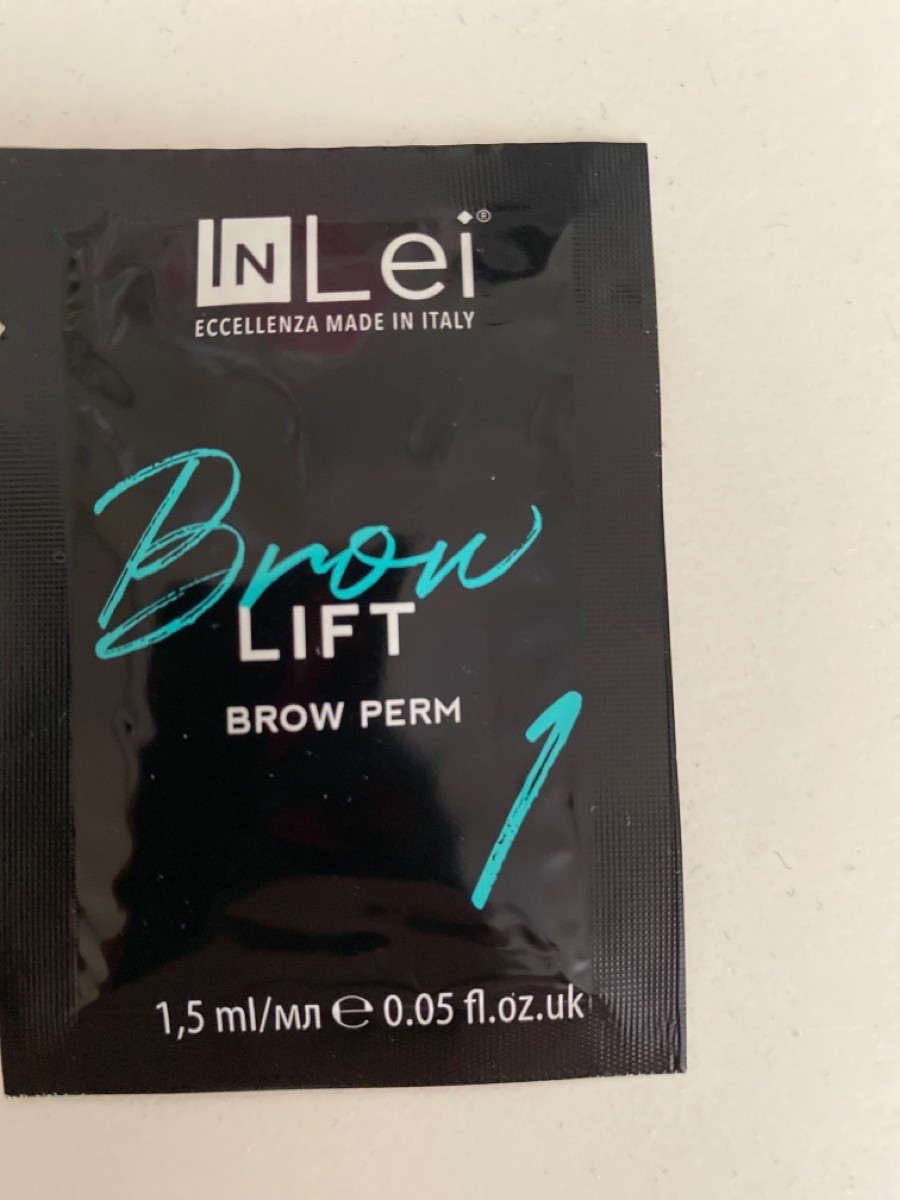 INLei®
ECCELLENZA MADE IN ITALY
Brow
LIFT
BROW PERM
1
1,5 ml/мл ℮ 0.05 fl.oz.uk